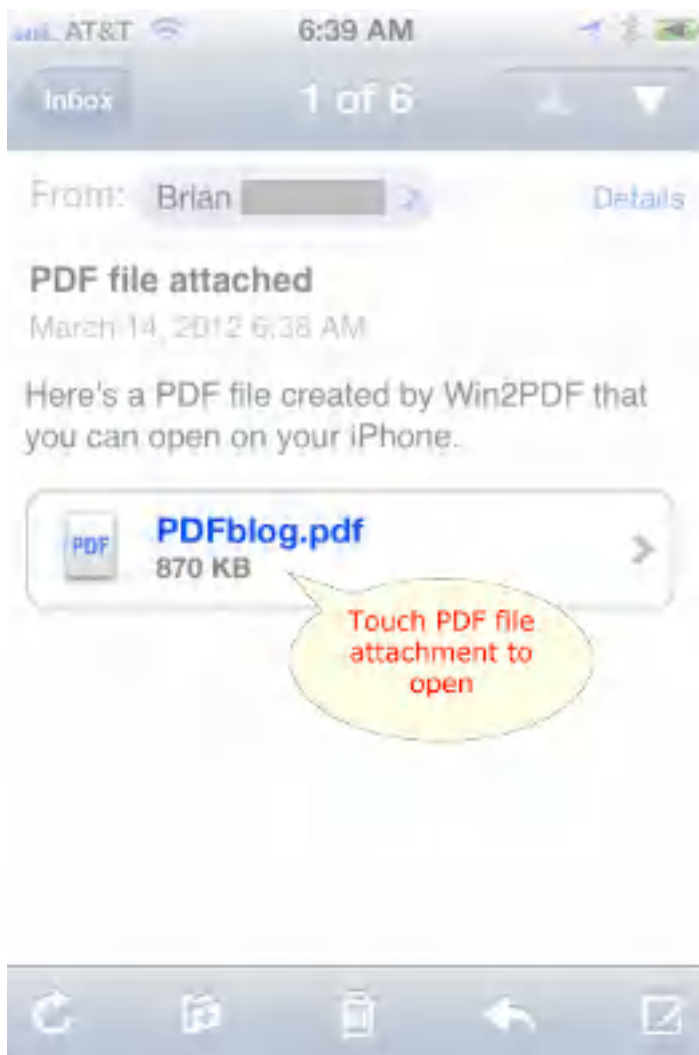 AT&T 6:39 AM
Inbox 1 of 6
From: Brian Details
PDF file attached
March 14, 2012 6:38 AM
Here's a PDF file created by Win2PDF that
you can open on your iPhone.
PDF PDFblog.pdf
870 KB
Touch PDF file
attachment to
open